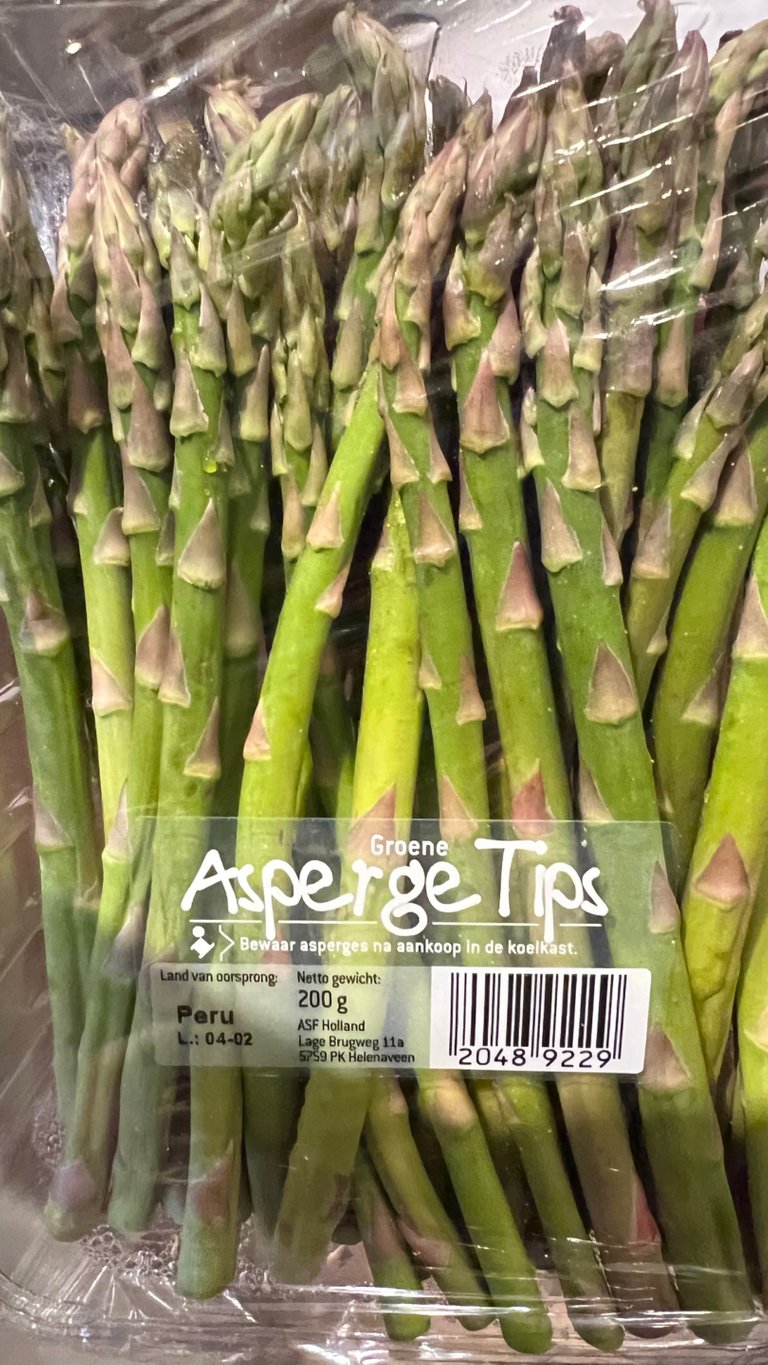 Groene
Asperge Tips
Bewaar asperges na aankoop in de koelkast.
Land van oorsprong:
Peru
L.: 04-02
Netto gewicht:
200 g
ASF Holland
Lage Brugweg 11a
5759 PK Helenaveen
2048 9229